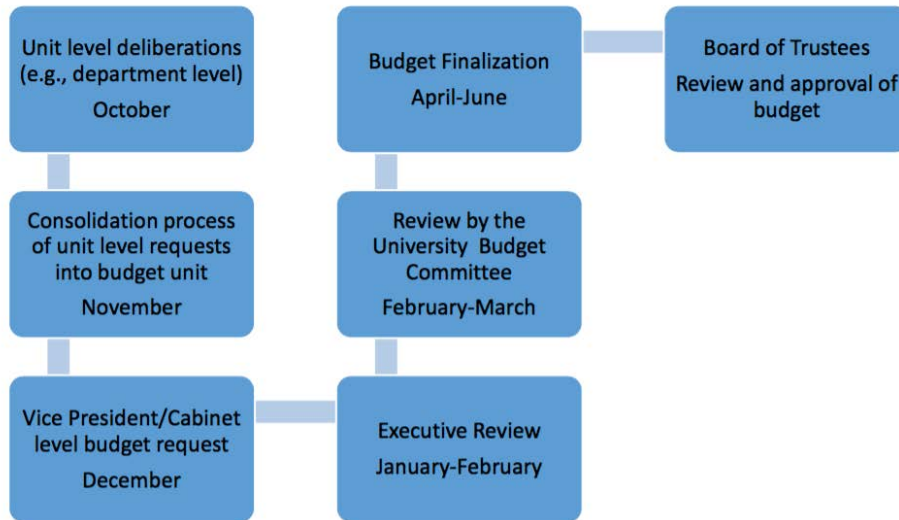 Unit level deliberations
(e.g., department level)
October
Consolidation process
of unit level requests
into budget unit
November
Vice President/Cabinet
level budget request
December
Executive Review
January-February
Review by the
University Budget
Committee
February-March
Budget Finalization
April-June
Board of Trustees
Review and approval of
budget